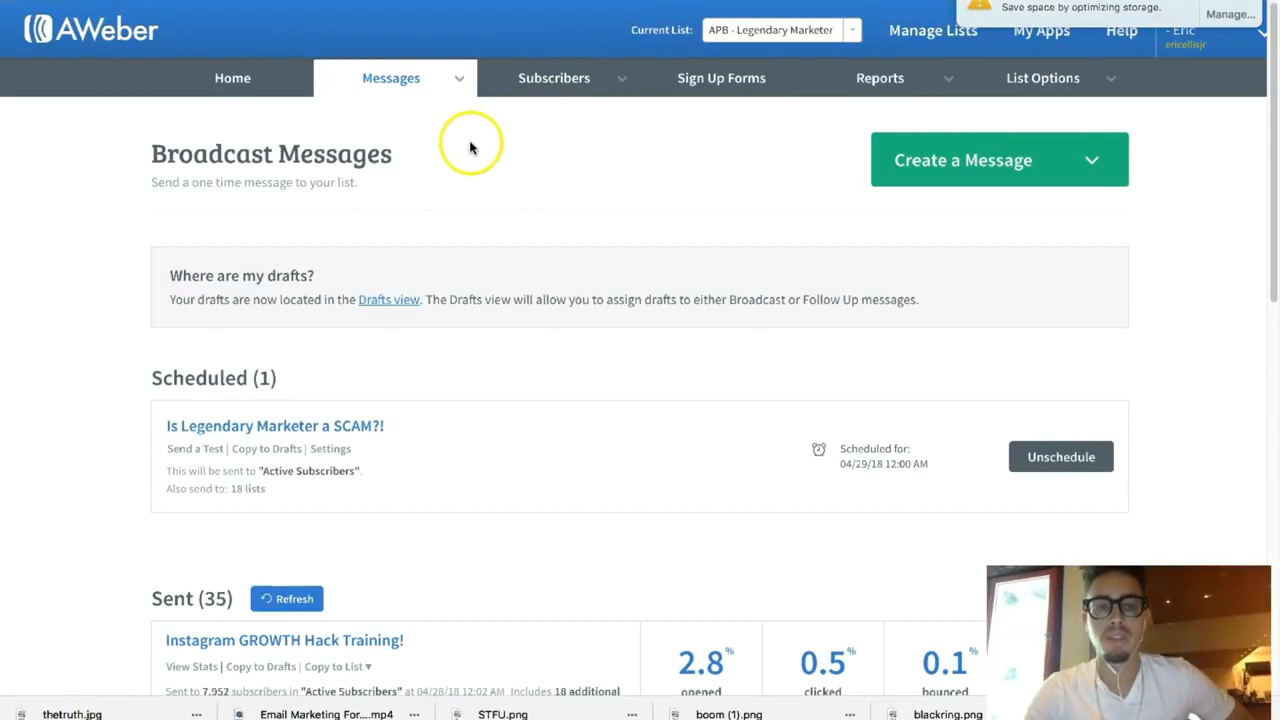 Save space by optimizing storage.
Manage...
AWeber
Current List:
APB - Legendary Marketer
Manage Lists
My Apps
Help
- Eric
ericellisjr
Home
Messages
Subscribers
Sign Up Forms
Reports
List Options
Broadcast Messages
Send a one time message to your list.
Create a Message
Where are my drafts?
Your drafts are now located in the Drafts view. The Drafts view will allow you to assign drafts to either Broadcast or Follow Up messages.
Scheduled (1)
Is Legendary Marketer a SCAM?!
Send a Test | Copy to Drafts | Settings
This will be sent to "Active Subscribers".
Also send to: 18 lists
Scheduled for:
04/29/18 12:00 AM
Unschedule
Sent (35)
Refresh
Instagram GROWTH Hack Training!
View Stats | Copy to Drafts | Copy to List ▾
Sent to 7,952 subscribers in "Active Subscribers" at 04/28/18 12:02 AM. Includes 18 additional
2.8%
opened
0.5%
clicked
0.1%
bounced
thetruth.jpg
Email Marketing For....mp4
STFU.png
boom (1).png
blackring.png